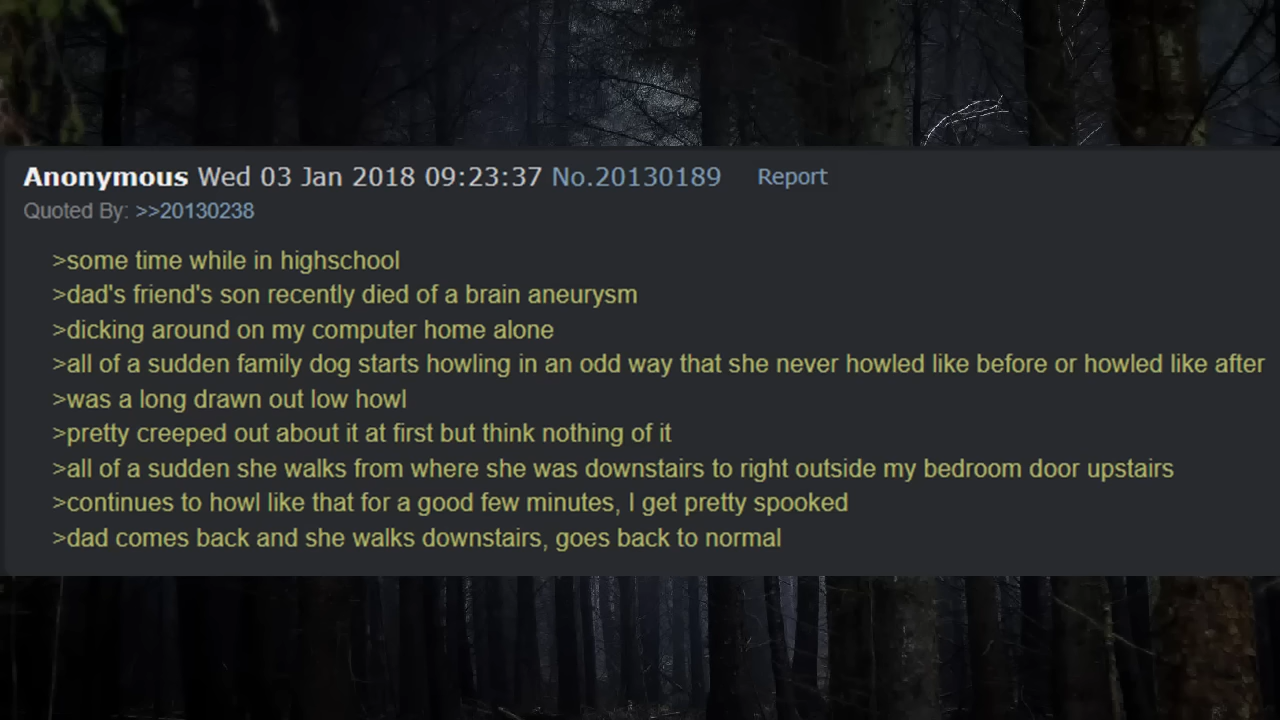 Anonymous Wed 03 Jan 2018 09:23:37 No.20130189 Report
Quoted By: >>20130238
>some time while in highschool
>dad's friend's son recently died of a brain aneurysm
>dicking around on my computer home alone
>all of a sudden family dog starts howling in an odd way that she never howled like before or howled like after
>was a long drawn out low howl
>pretty creeped out about it at first but think nothing of it
>all of a sudden she walks from where she was downstairs to right outside my bedroom door upstairs
>continues to howl like that for a good few minutes, I get pretty spooked
>dad comes back and she walks downstairs, goes back to normal